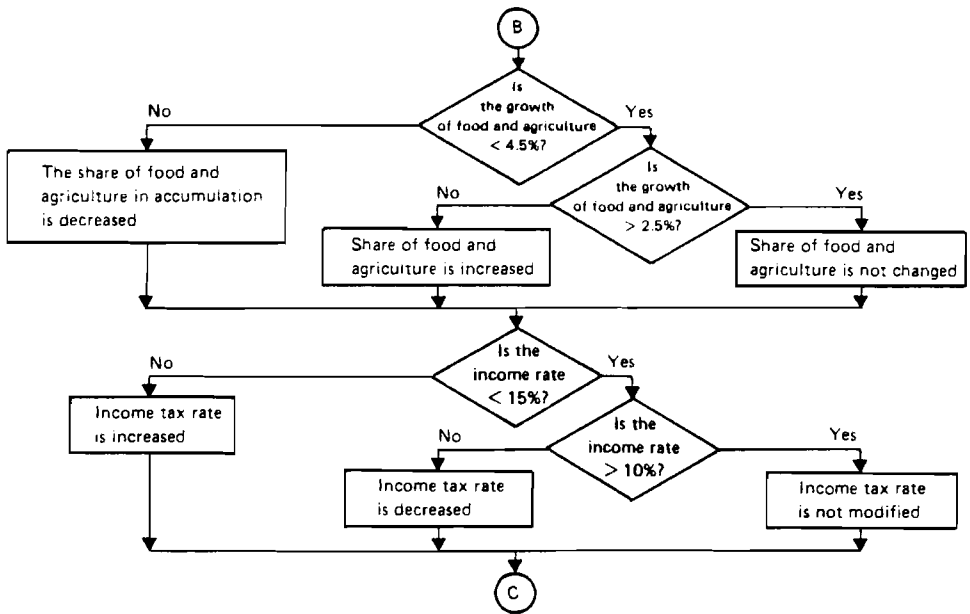 B
Is
the growth
of food and agriculture
< 4.5%?
No
Yes
The share of food and
agriculture in accumulation
is decreased
Is
the growth
of food and agriculture
> 2.5%?
No
Yes
Share of food and
agriculture is increased
Share of food and
agriculture is not changed
Is the
income rate
< 15%?
No
Yes
Income tax rate
is increased
Is the
income rate
> 10%?
No
Yes
Income tax rate
is decreased
Income tax rate
is not modified
C